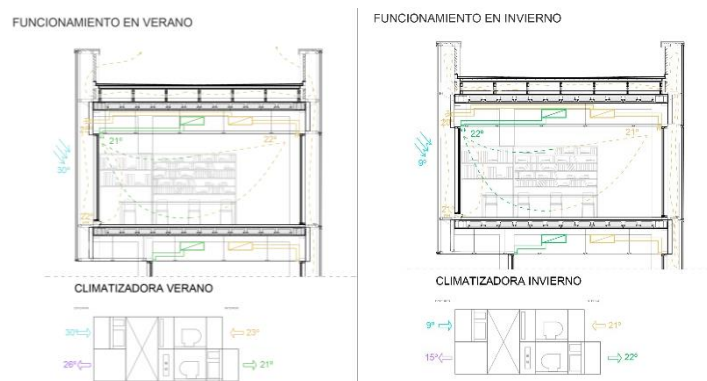 FUNCIONAMIENTO EN VERANO
21º
22º
30º
CLIMATIZADORA VERANO
30º
23º
26º
21º
FUNCIONAMIENTO EN INVIERNO
22º
21º
CLIMATIZADORA INVIERNO
9º
21º
15º
22º